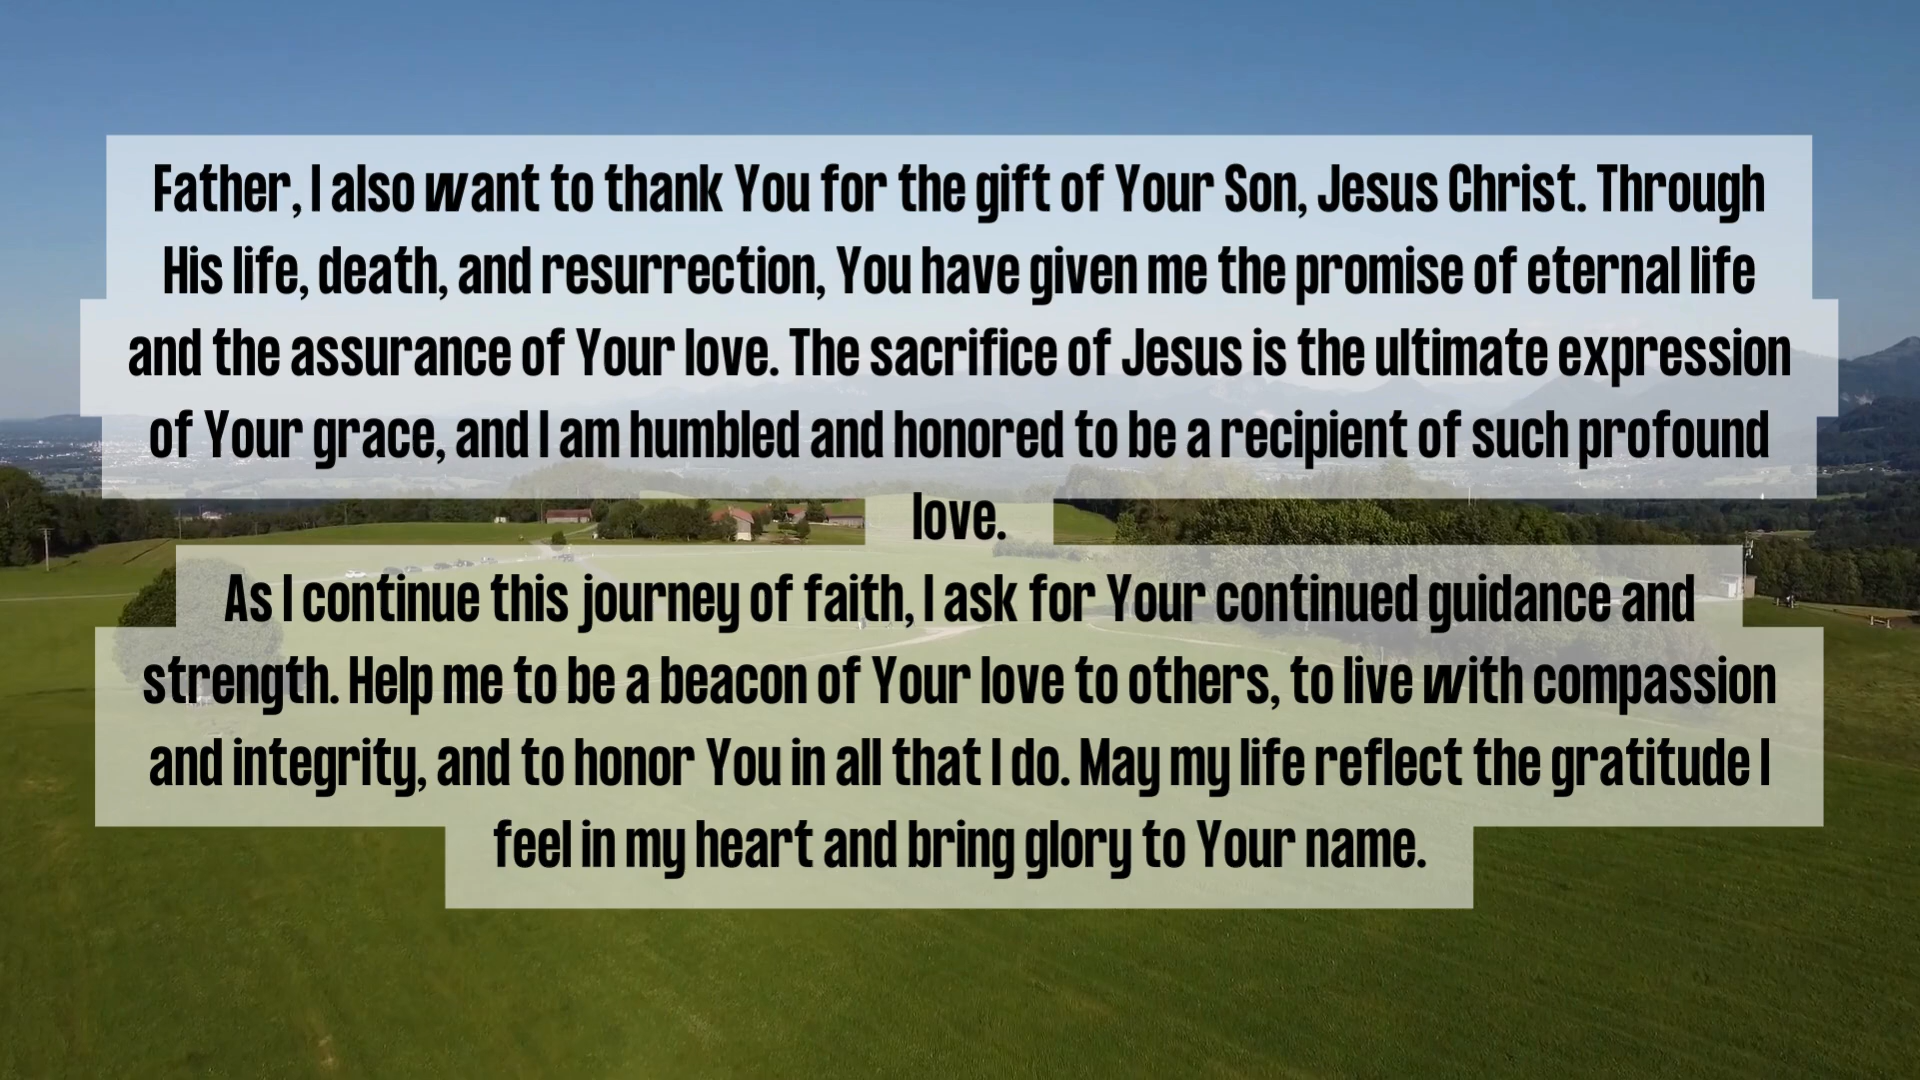 Father, I also want to thank You for the gift of Your Son, Jesus Christ. Through
His life, death, and resurrection, You have given me the promise of eternal life
and the assurance of Your love. The sacrifice of Jesus is the ultimate expression
of Your grace, and I am humbled and honored to be a recipient of such profound
love.
As I continue this journey of faith, I ask for Your continued guidance and
strength. Help me to be a beacon of Your love to others, to live with compassion
and integrity, and to honor You in all that I do. May my life reflect the gratitude I
feel in my heart and bring glory to Your name.